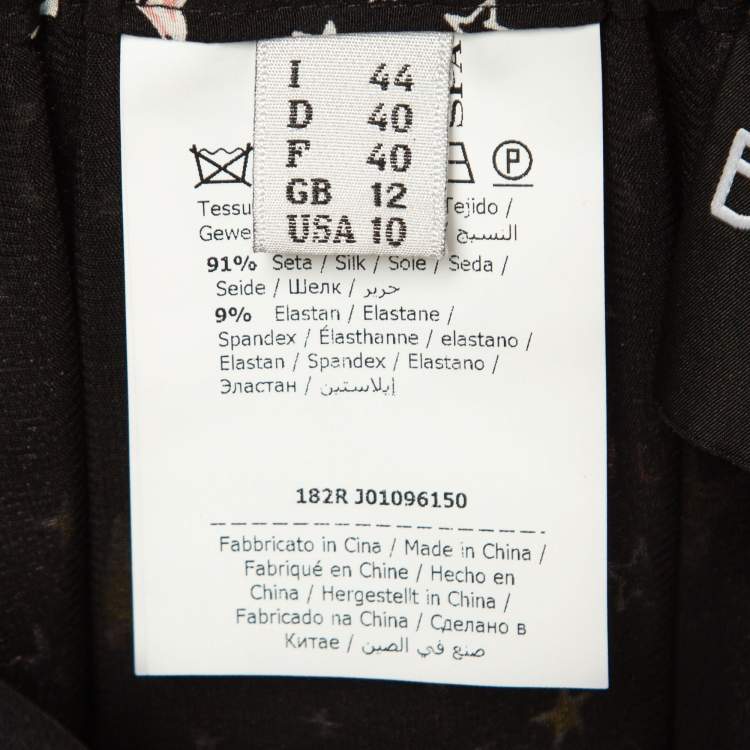 I 44
D 40
F 40
GB 12
USA 10
SPA
P
Tessu Tejido /
Gewe النسيج
91% Seta / Silk / Soie / Seda /
Seide / Шелк / حرير
9% Elastan / Elastane /
Spandex / Élasthanne / elastano /
Elastan / Spandex / Elastano /
Эластан / إيلاستين
182R J01096150
Fabbricato in Cina / Made in China /
Fabriqué en Chine / Hecho en
China / Hergestellt in China /
Fabricado na China / Сделано в
Китае / صنع في الصين